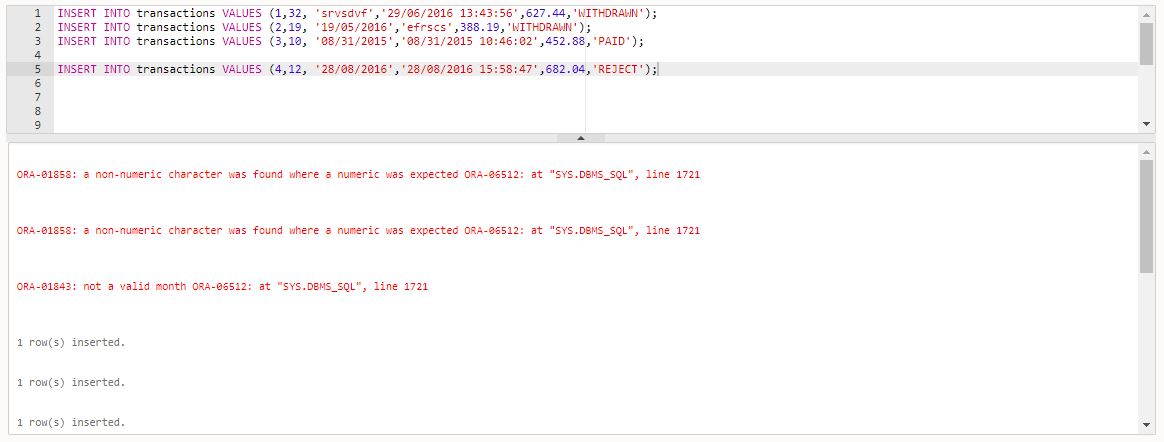 1 INSERT INTO transactions VALUES (1,32, 'srvsdvf','29/06/2016 13:43:56',627.44,'WITHDRAWN');
2 INSERT INTO transactions VALUES (2,19, '19/05/2016','efrscs',388.19,'WITHDRAWN');
3 INSERT INTO transactions VALUES (3,10, '08/31/2015','08/31/2015 10:46:02',452.88,'PAID');
4
5 INSERT INTO transactions VALUES (4,12, '28/08/2016','28/08/2016 15:58:47',682.04,'REJECT');
6
7
8
9
ORA-01858: a non-numeric character was found where a numeric was expected ORA-06512: at "SYS.DBMS_SQL", line 1721
ORA-01858: a non-numeric character was found where a numeric was expected ORA-06512: at "SYS.DBMS_SQL", line 1721
ORA-01843: not a valid month ORA-06512: at "SYS.DBMS_SQL", line 1721
1 row(s) inserted.
1 row(s) inserted.
1 row(s) inserted.